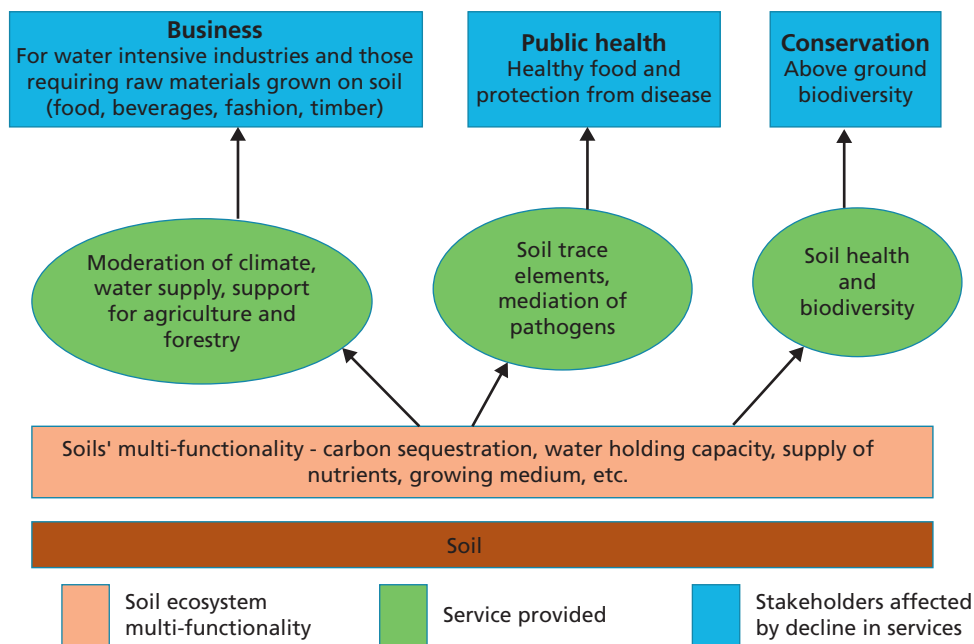 Business
For water intensive industries and those
requiring raw materials grown on soil
(food, beverages, fashion, timber)
Public health
Healthy food and
protection from disease
Conservation
Above ground
biodiversity
Moderation of climate,
water supply, support
for agriculture and
forestry
Soil trace
elements,
mediation of
pathogens
Soil health
and
biodiversity
Soils' multi-functionality - carbon sequestration, water holding capacity, supply of
nutrients, growing medium, etc.
Soil
Soil ecosystem
multi-functionality
Service provided
Stakeholders affected
by decline in services